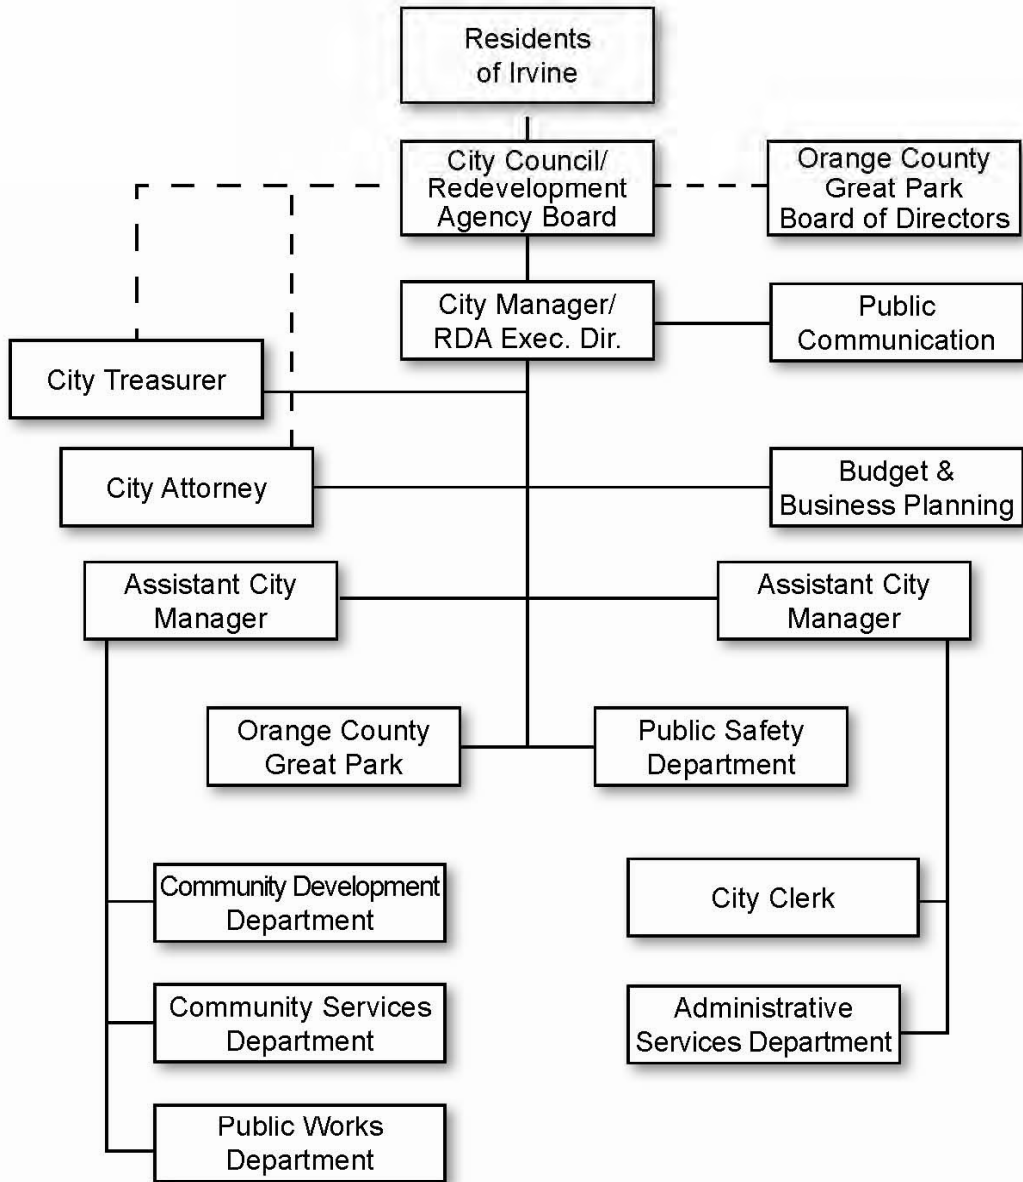 Residents
of Irvine
City Council/
Redevelopment
Agency Board
Orange County
Great Park
Board of Directors
City Manager/
RDA Exec. Dir.
Public
Communication
City Treasurer
City Attorney
Budget &
Business Planning
Assistant City
Manager
Assistant City
Manager
Orange County
Great Park
Public Safety
Department
Community Development
Department
City Clerk
Community Services
Department
Administrative
Services Department
Public Works
Department